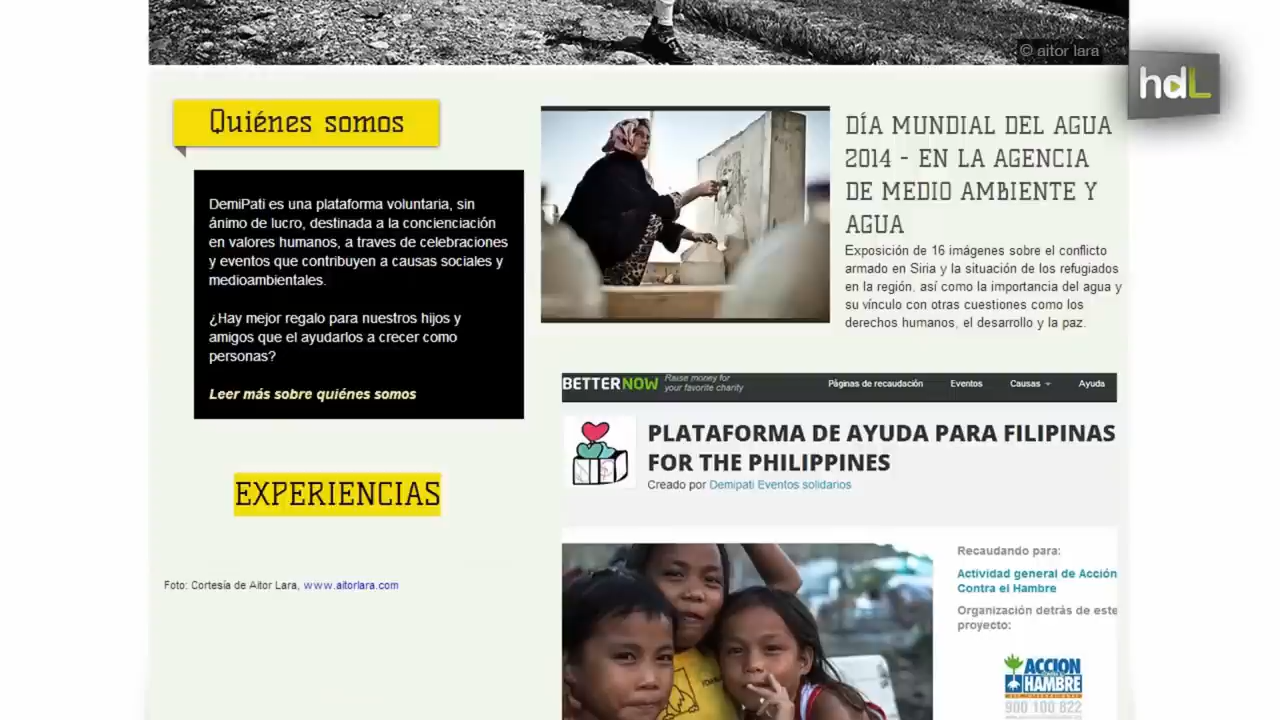 © aitor lara
hdL
Quiénes somos
DemiPati es una plataforma voluntaria, sin
ánimo de lucro, destinada a la concienciación
en valores humanos, a traves de celebraciones
y eventos que contribuyen a causas sociales y
medioambientales.
¿Hay mejor regalo para nuestros hijos y
amigos que el ayudarlos a crecer como
personas?
Leer más sobre quiénes somos
EXPERIENCIAS
Foto: Cortesía de Aitor Lara, www.aitorlara.com
DÍA MUNDIAL DEL AGUA
2014 - EN LA AGENCIA
DE MEDIO AMBIENTE Y
AGUA
Exposición de 16 imágenes sobre el conflicto
armado en Siria y la situación de los refugiados
en la región, así como la importancia del agua y
su vínculo con otras cuestiones como los
derechos humanos, el desarrollo y la paz.
BETTERNOW
Raise money for
your favorite charity
Páginas de recaudación Eventos Causas Ayuda
PLATAFORMA DE AYUDA PARA FILIPINAS
FOR THE PHILIPPINES
Creado por Demipati Eventos solidarios
Recaudando para:
Actividad general de Acción
Contra el Hambre
Organización detrás de este
proyecto:
ACCION
HAMBRE
900 100 822